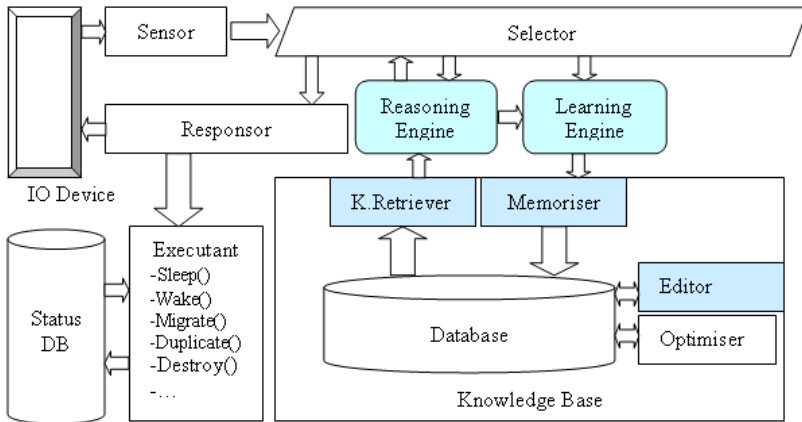 Sensor
Selector
Reasoning
Engine
Learning
Engine
Responsor
IO Device
K.Retriever
Memoriser
Executant
-Sleep()
-Wake()
-Migrate()
-Duplicate()
-Destroy()
-...
Status
DB
Database
Editor
Optimiser
Knowledge Base